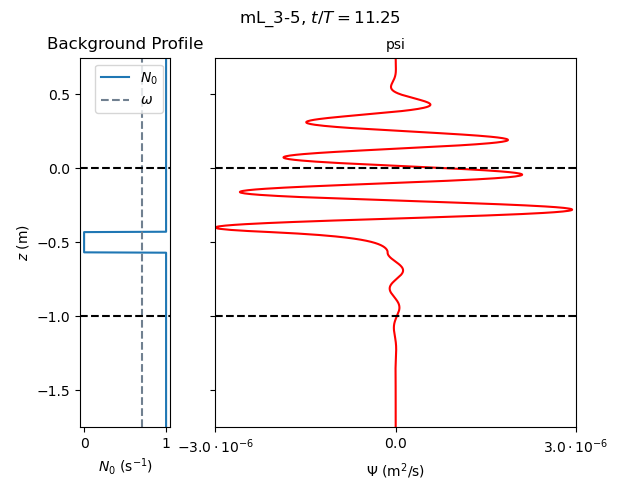 mL_3-5, t/T = 11.25
Background Profile
psi
N₀
ω
0.5
0.0
−0.5
−1.0
−1.5
z (m)
0
1
N₀ (s⁻¹)
−3.0 · 10⁻⁶
0.0
3.0 · 10⁻⁶
Ψ (m²/s)